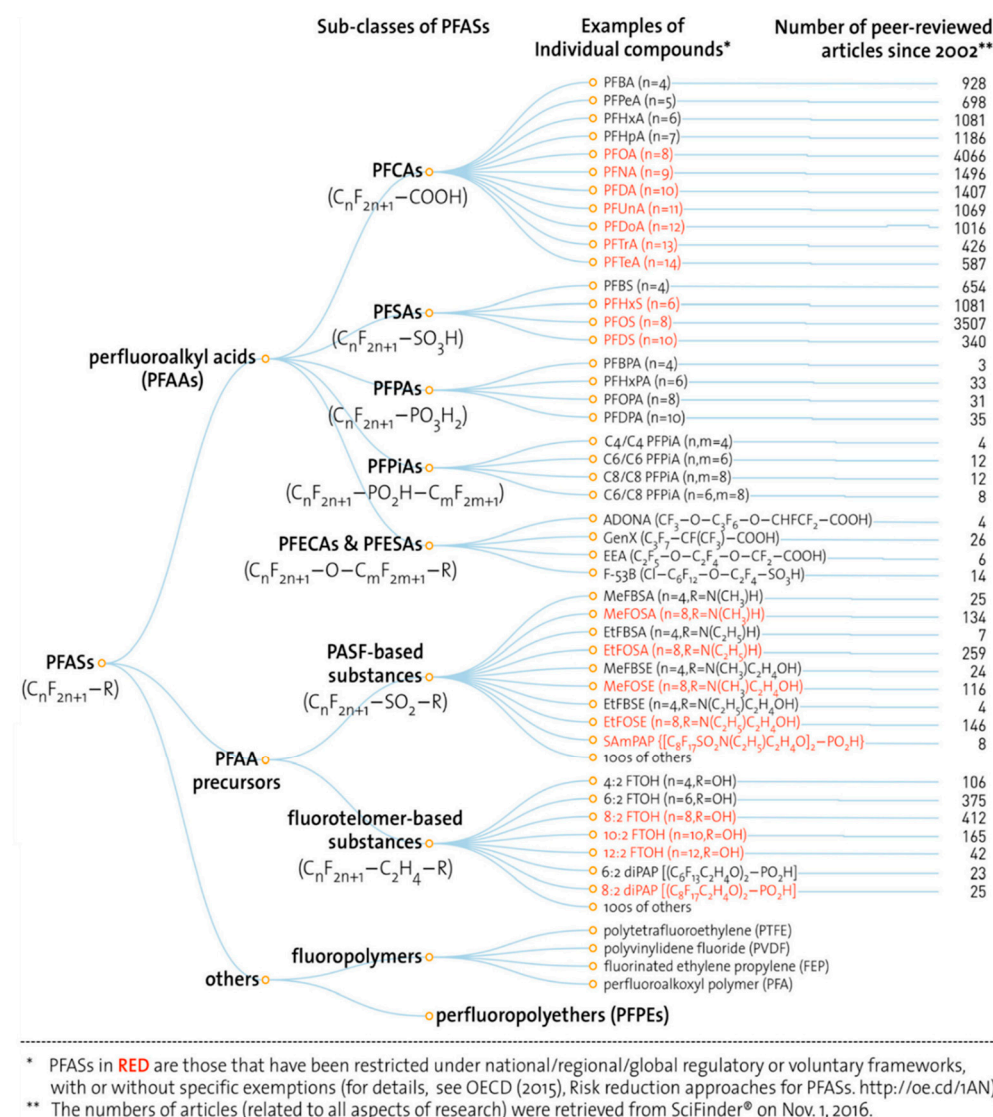 Sub-classes of PFASs
Examples of
Individual compounds*
Number of peer-reviewed
articles since 2002**
PFASs
(CnF2n+1–R)
perfluoroalkyl acids
(PFAAs)
PFCAs
(CnF2n+1–COOH)
PFBA (n=4) 928
PFPeA (n=5) 698
PFHxA (n=6) 1081
PFHpA (n=7) 1186
PFOA (n=8) 4066
PFNA (n=9) 1496
PFDA (n=10) 1407
PFUnA (n=11) 1069
PFDoA (n=12) 1016
PFTrA (n=13) 426
PFTeA (n=14) 587
PFSAs
(CnF2n+1–SO3H)
PFBS (n=4) 654
PFHxS (n=6) 1081
PFOS (n=8) 3507
PFDS (n=10) 340
PFPAs
(CnF2n+1–PO3H2)
PFBPA (n=4) 3
PFHxPA (n=6) 33
PFOPA (n=8) 31
PFDPA (n=10) 35
PFPiAs
(CnF2n+1–PO2H–CmF2m+1)
C4/C4 PFPiA (n,m=4) 4
C6/C6 PFPiA (n,m=6) 12
C8/C8 PFPiA (n,m=8) 12
C6/C8 PFPiA (n=6,m=8) 8
PFECAs & PFESAs
(CnF2n+1–O–CmF2m+1–R)
ADONA (CF3–O–C3F6–O–CHFCF2–COOH) 4
GenX (C3F7–CF(CF3)–COOH) 26
EEA (C2F5–O–C2F4–O–CF2–COOH) 6
F-53B (Cl–C6F12–O–C2F4–SO3H) 14
PFAA
precursors
PASF-based
substances
(CnF2n+1–SO2–R)
MeFBSA (n=4,R=N(CH3)H) 25
MeFOSA (n=8,R=N(CH3)H) 134
EtFBSA (n=4,R=N(C2H5)H) 7
EtFOSA (n=8,R=N(C2H5)H) 259
MeFBSE (n=4,R=N(CH3)C2H4OH) 24
MeFOSE (n=8,R=N(CH3)C2H4OH) 116
EtFBSE (n=4,R=N(C2H5)C2H4OH) 4
EtFOSE (n=8,R=N(C2H5)C2H4OH) 146
SAmPAP {[C8F17SO2N(C2H5)C2H4O]2–PO2H} 8
100s of others
fluorotelomer-based
substances
(CnF2n+1–C2H4–R)
4:2 FTOH (n=4,R=OH) 106
6:2 FTOH (n=6,R=OH) 375
8:2 FTOH (n=8,R=OH) 412
10:2 FTOH (n=10,R=OH) 165
12:2 FTOH (n=12,R=OH) 42
6:2 diPAP [(C6F13C2H4O)2–PO2H] 23
8:2 diPAP [(C8F17C2H4O)2–PO2H] 25
100s of others
others
fluoropolymers
polytetrafluoroethylene (PTFE)
polyvinylidene fluoride (PVDF)
fluorinated ethylene propylene (FEP)
perfluoroalkoxyl polymer (PFA)
perfluoropolyethers (PFPEs)
* PFASs in RED are those that have been restricted under national/regional/global regulatory or voluntary frameworks,
with or without specific exemptions (for details, see OECD (2015), Risk reduction approaches for PFASs. http://oe.cd/1AN)
** The numbers of articles (related to all aspects of research) were retrieved from SciFinder® on Nov. 1, 2016.